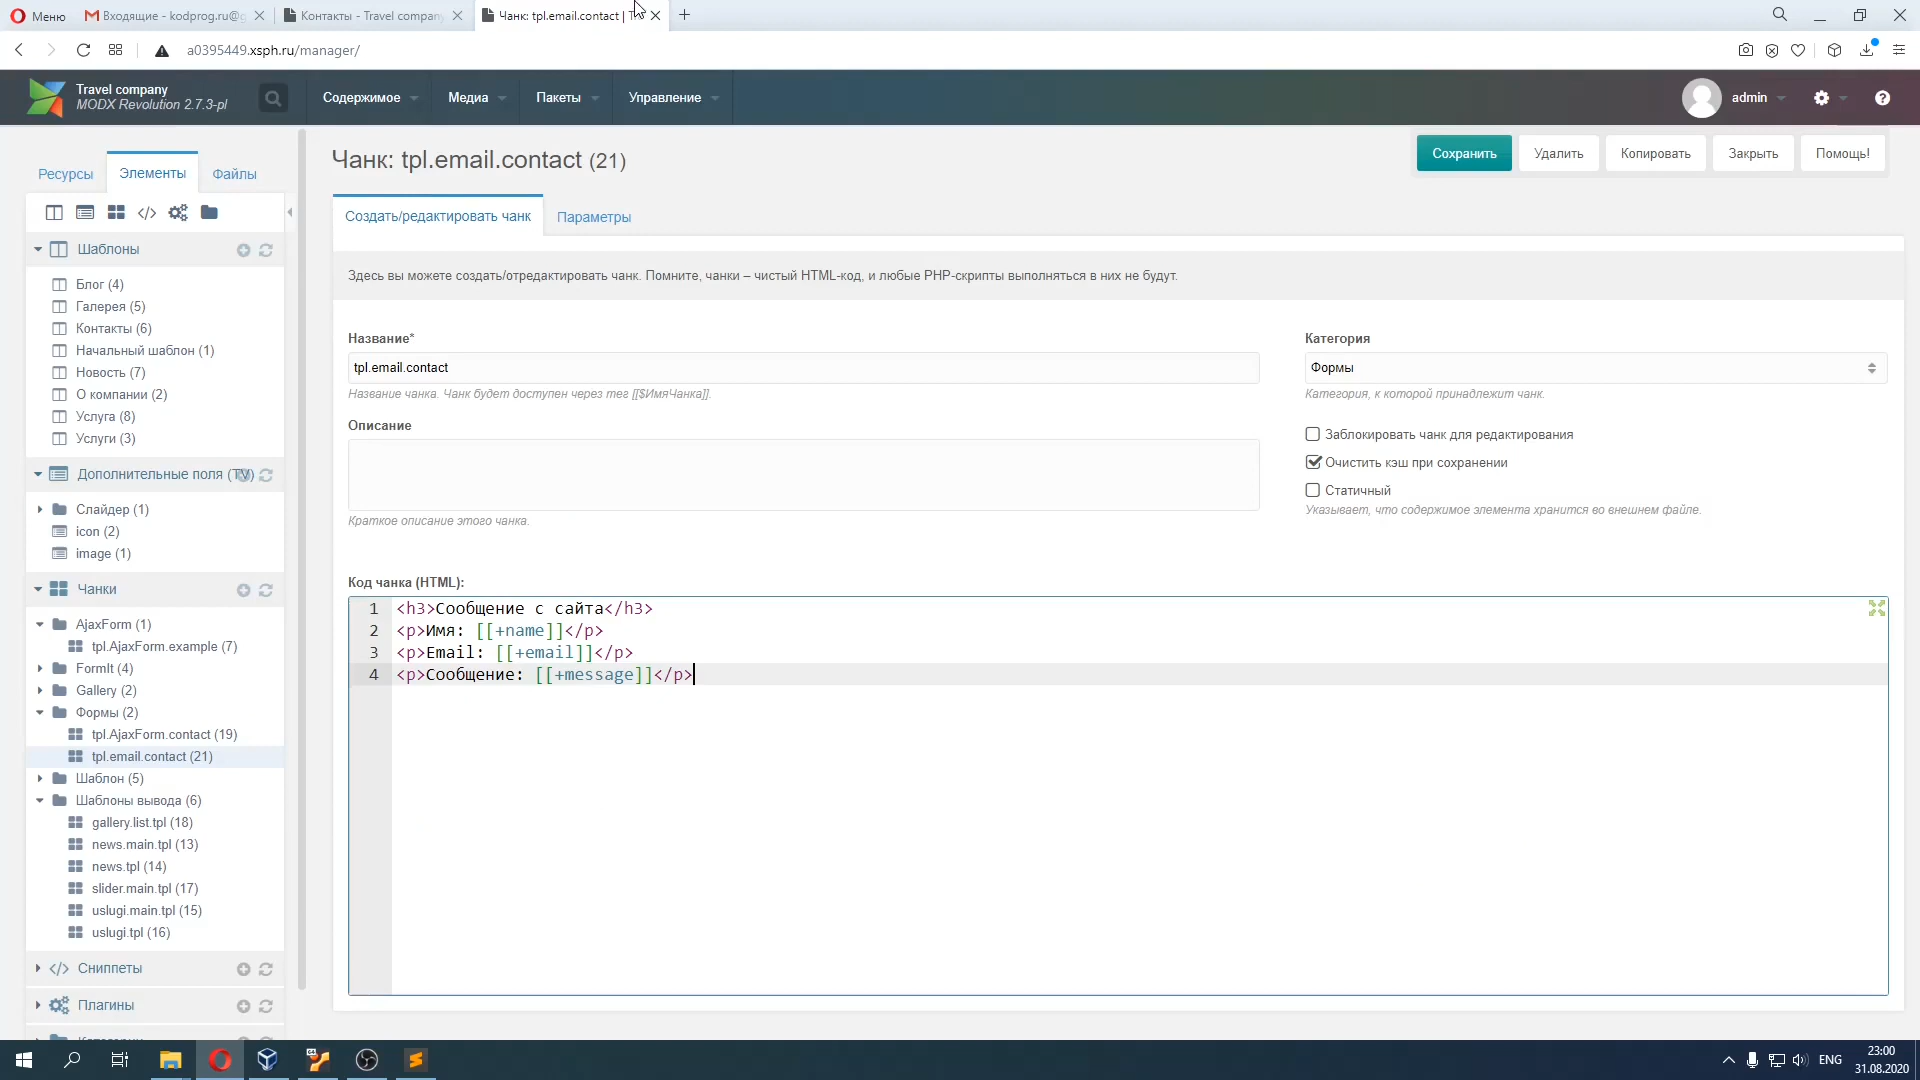 Меню
Входящие - kodprog.ru@g
Контакты - Travel company
Чанк: tpl.email.contact |
a0395449.xsph.ru/manager/
Travel company
MODX Revolution 2.7.3-pl
Содержимое
Медиа
Пакеты
Управление
admin
Ресурсы
Элементы
Файлы
Чанк: tpl.email.contact (21)
Сохранить
Удалить
Копировать
Закрыть
Помощь!
Создать/редактировать чанк
Параметры
Здесь вы можете создать/отредактировать чанк. Помните, чанки – чистый HTML-код, и любые PHP-скрипты выполняться в них не будут.
Название*
tpl.email.contact
Название чанка. Чанк будет доступен через тег [[$ИмяЧанка]].
Описание
Краткое описание этого чанка.
Категория
Формы
Категория, к которой принадлежит чанк.
Заблокировать чанк для редактирования
Очистить кэш при сохранении
Статичный
Указывает, что содержимое элемента хранится во внешнем файле.
Код чанка (HTML):
1 <h3>Сообщение с сайта</h3>
2 <p>Имя: [[+name]]</p>
3 <p>Email: [[+email]]</p>
4 <p>Сообщение: [[+message]]</p>
Шаблоны
Блог (4)
Галерея (5)
Контакты (6)
Начальный шаблон (1)
Новость (7)
О компании (2)
Услуга (8)
Услуги (3)
Дополнительные поля (TV)
Слайдер (1)
icon (2)
image (1)
Чанки
AjaxForm (1)
tpl.AjaxForm.example (7)
FormIt (4)
Gallery (2)
Формы (2)
tpl.AjaxForm.contact (19)
tpl.email.contact (21)
Шаблон (5)
Шаблоны вывода (6)
gallery.list.tpl (18)
news.main.tpl (13)
news.tpl (14)
slider.main.tpl (17)
uslugi.main.tpl (15)
uslugi.tpl (16)
Сниппеты
Плагины
ENG
23:00
31.08.2020